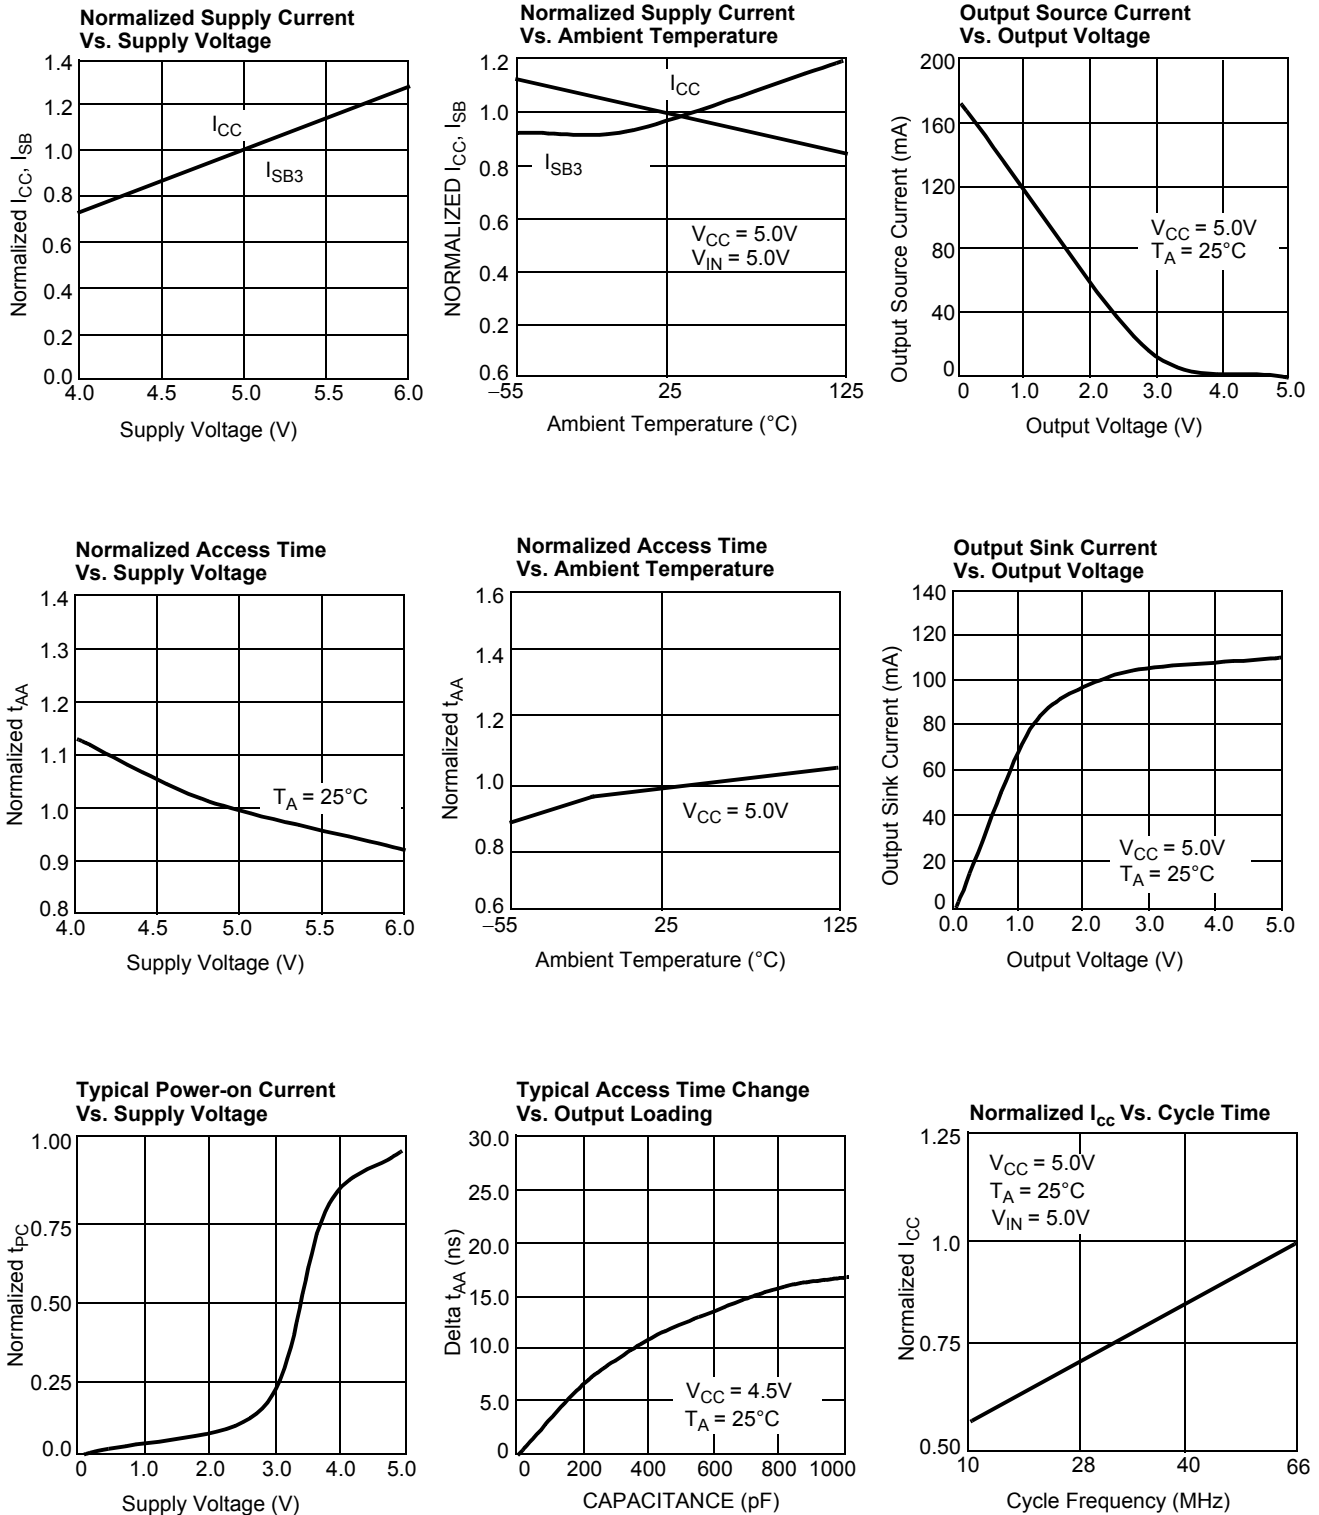 Normalized Supply Current
Vs. Supply Voltage
1.4
1.2
1.0
0.8
0.6
0.4
0.2
0.0
Normalized ICC, ISB
ICC
ISB3
4.0 4.5 5.0 5.5 6.0
Supply Voltage (V)
Normalized Supply Current
Vs. Ambient Temperature
1.2
1.0
0.8
0.6
0.4
0.2
0.6
NORMALIZED ICC, ISB
ICC
ISB3
VCC = 5.0V
VIN = 5.0V
–55 25 125
Ambient Temperature (°C)
Output Source Current
Vs. Output Voltage
200
160
120
80
40
0
Output Source Current (mA)
VCC = 5.0V
TA = 25°C
0 1.0 2.0 3.0 4.0 5.0
Output Voltage (V)
Normalized Access Time
Vs. Supply Voltage
1.4
1.3
1.2
1.1
1.0
0.9
0.8
Normalized tAA
TA = 25°C
4.0 4.5 5.0 5.5 6.0
Supply Voltage (V)
Normalized Access Time
Vs. Ambient Temperature
1.6
1.4
1.2
1.0
0.8
0.6
Normalized tAA
VCC = 5.0V
–55 25 125
Ambient Temperature (°C)
Output Sink Current
Vs. Output Voltage
140
120
100
80
60
40
20
0
Output Sink Current (mA)
VCC = 5.0V
TA = 25°C
0.0 1.0 2.0 3.0 4.0 5.0
Output Voltage (V)
Typical Power-on Current
Vs. Supply Voltage
1.00
0.75
0.50
0.25
0.0
Normalized tPC
0 1.0 2.0 3.0 4.0 5.0
Supply Voltage (V)
Typical Access Time Change
Vs. Output Loading
30.0
25.0
20.0
15.0
10.0
5.0
0
Delta tAA (ns)
VCC = 4.5V
TA = 25°C
0 200 400 600 800 1000
CAPACITANCE (pF)
Normalized Icc Vs. Cycle Time
1.25
1.0
0.75
0.50
Normalized ICC
VCC = 5.0V
TA = 25°C
VIN = 5.0V
10 28 40 66
Cycle Frequency (MHz)